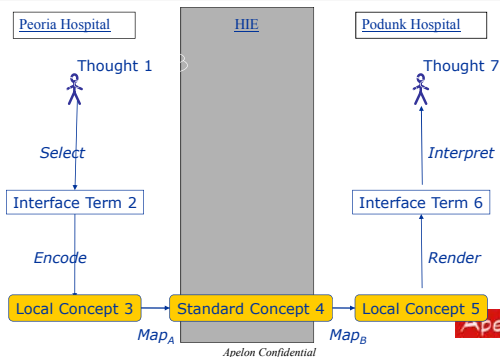 Peoria Hospital
HIE
Podunk Hospital
Thought 1
Thought 7
Select
Interpret
Interface Term 2
Interface Term 6
Encode
Render
Local Concept 3
Standard Concept 4
Local Concept 5
MapA
MapB
Apelon Confidential